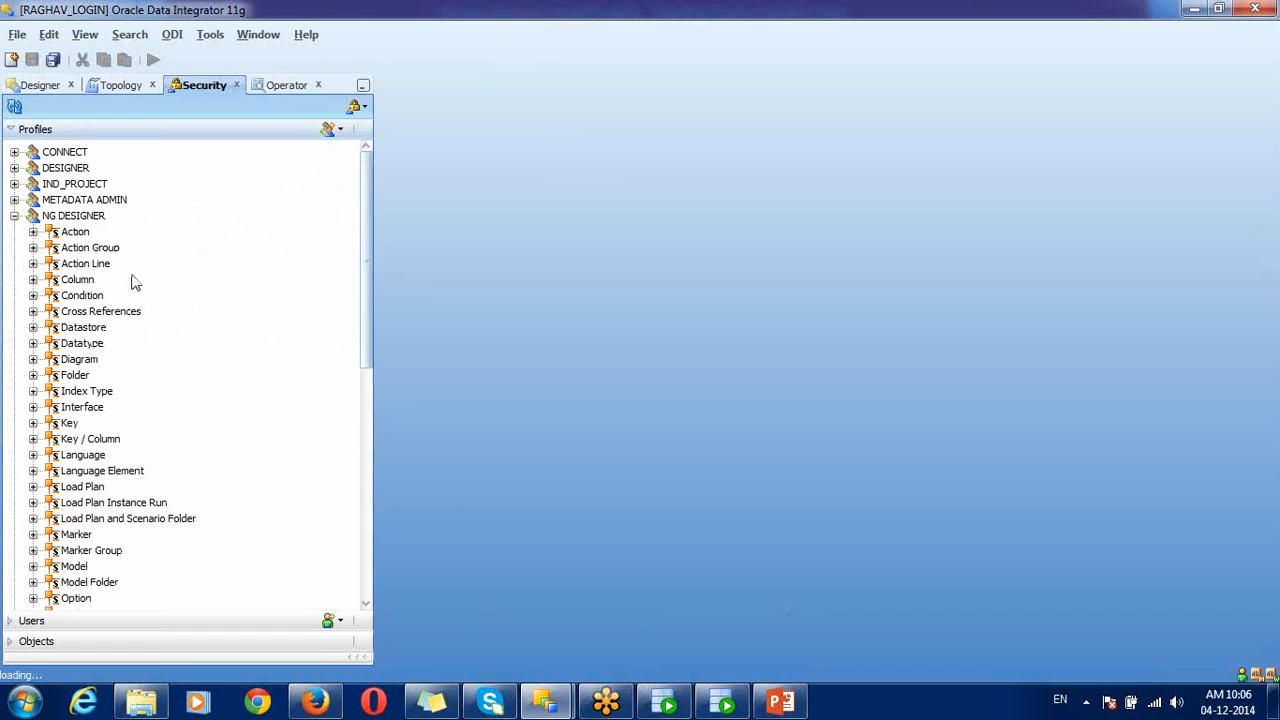 [RAGHAV_LOGIN] Oracle Data Integrator 11g
File Edit View Search ODI Tools Window Help
Designer Topology Security Operator
Profiles
CONNECT
DESIGNER
IND_PROJECT
METADATA ADMIN
NG DESIGNER
Action
Action Group
Action Line
Column
Condition
Cross References
Datastore
Datatype
Diagram
Folder
Index Type
Interface
Key
Key / Column
Language
Language Element
Load Plan
Load Plan Instance Run
Load Plan and Scenario Folder
Marker
Marker Group
Model
Model Folder
Option
Users
Objects
loading...
EN
AM 10:06
04-12-2014